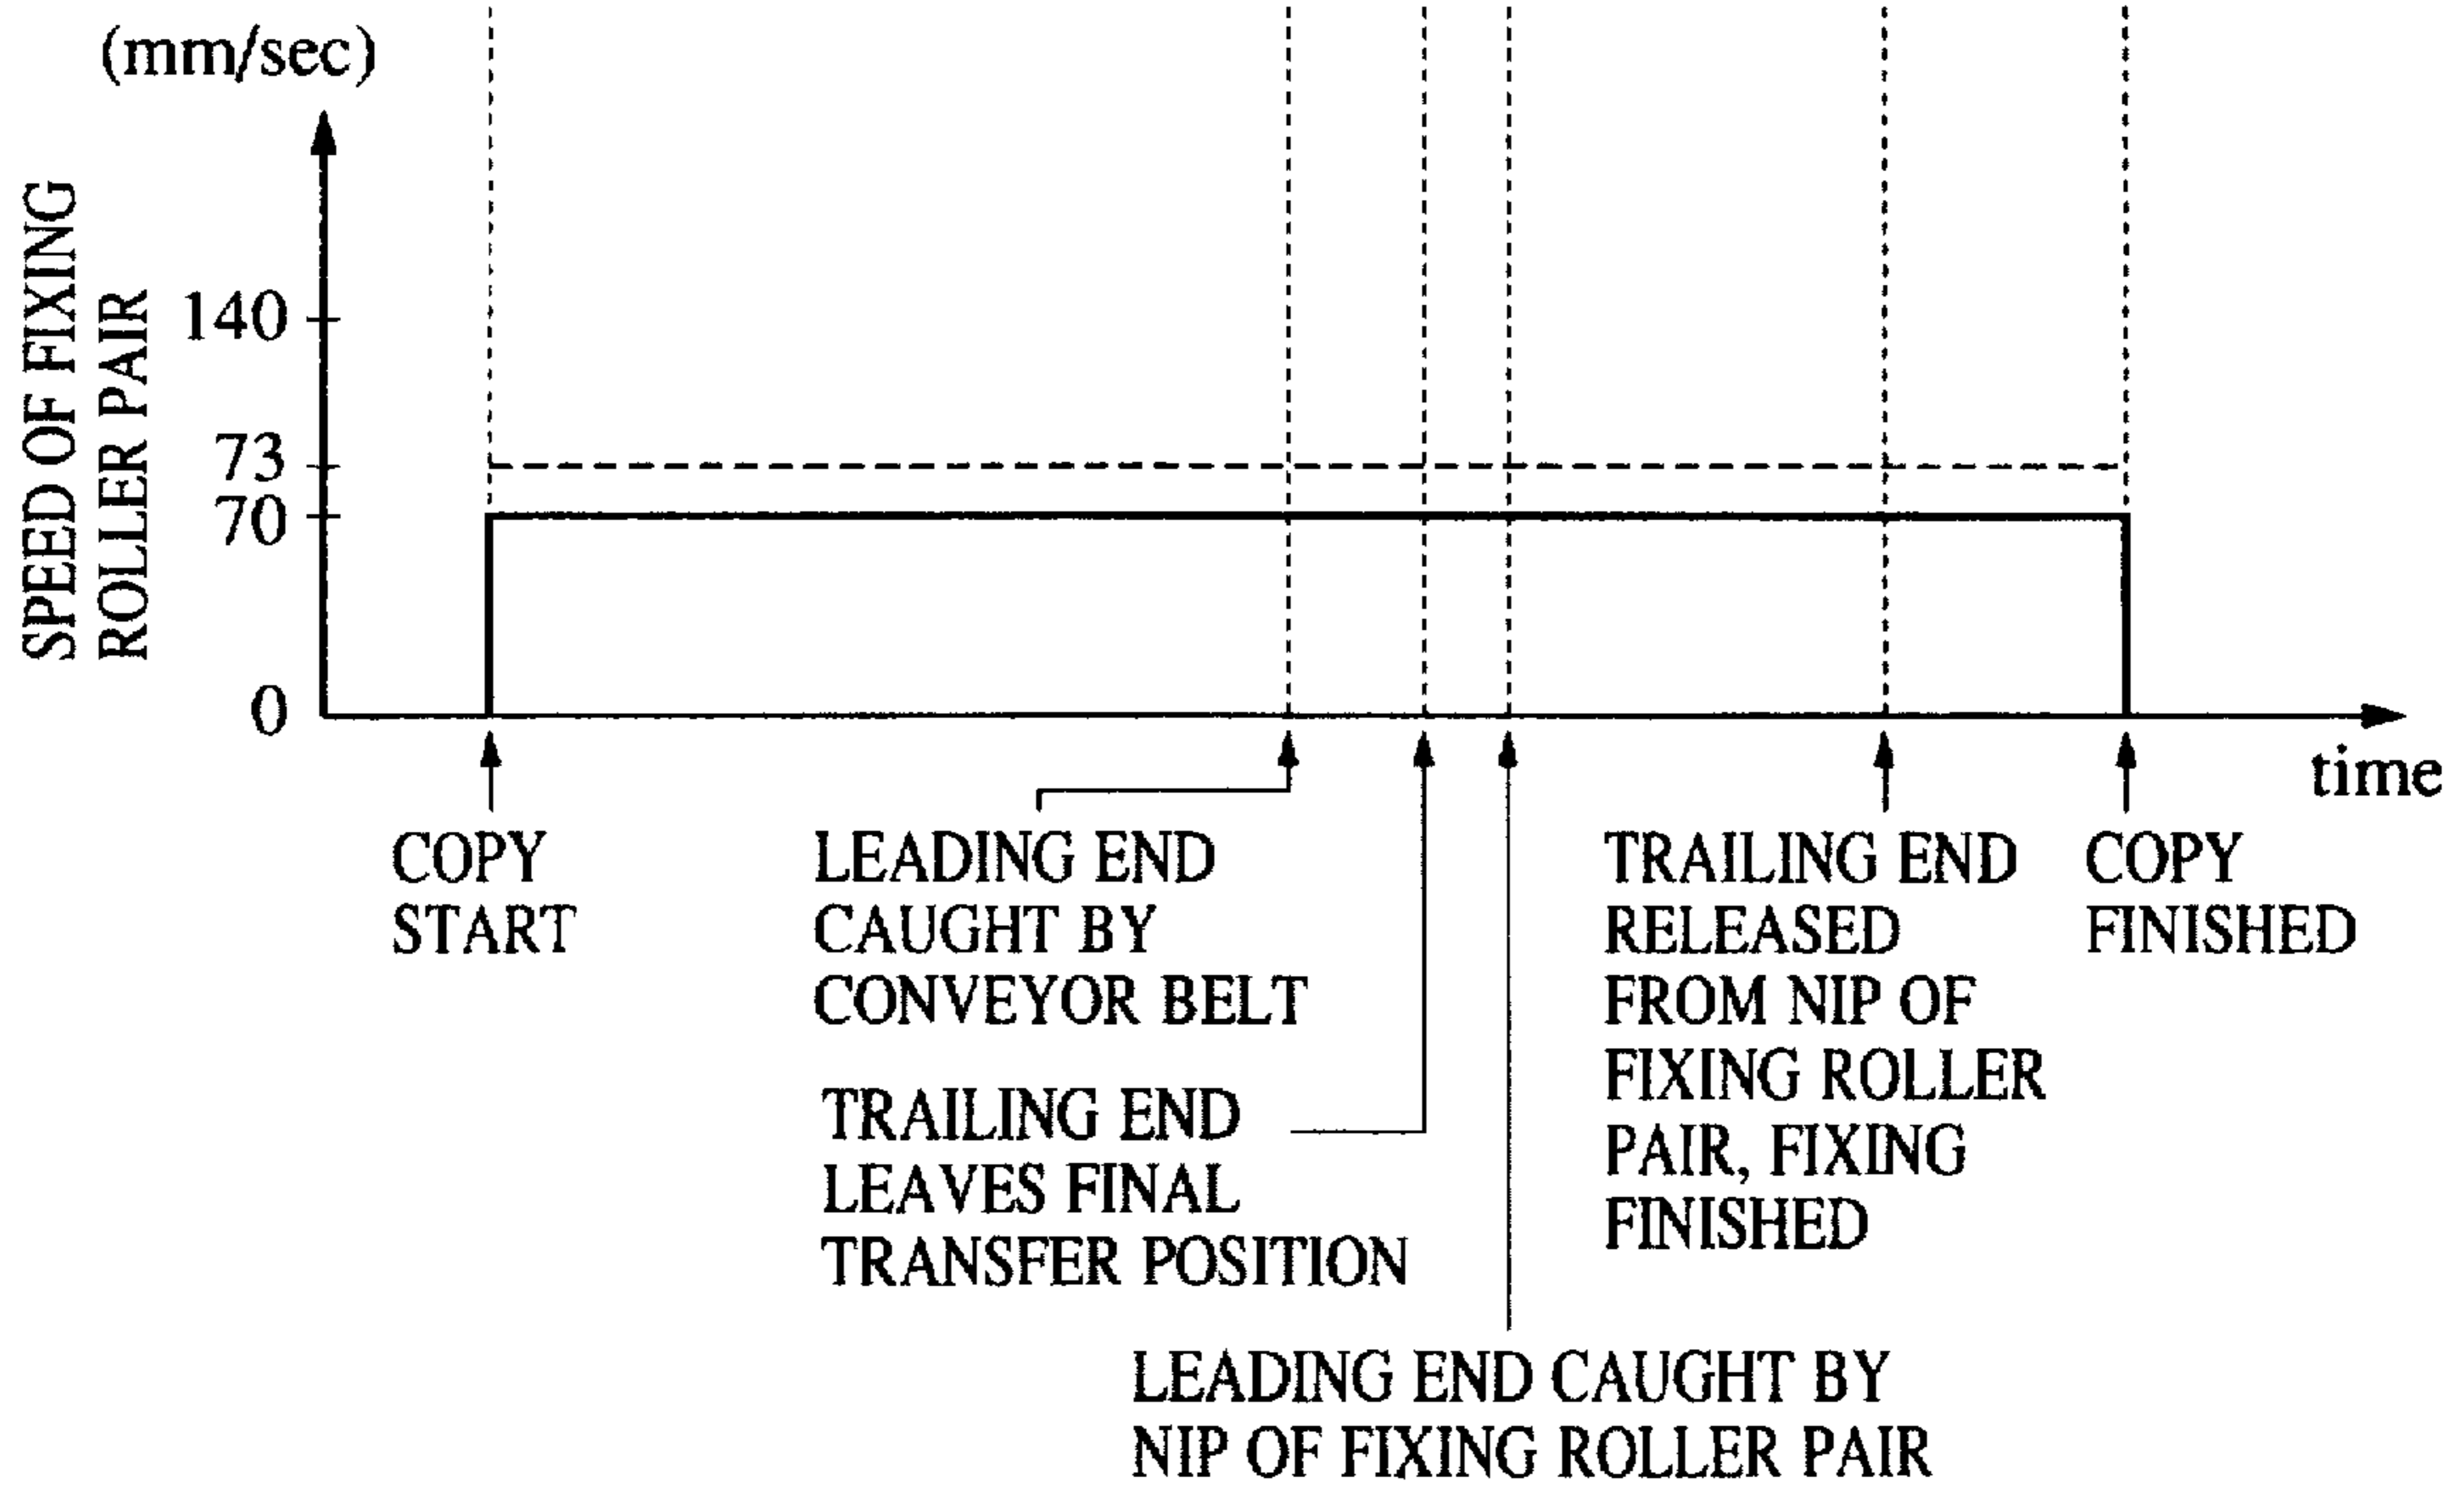 (mm/sec)
SPEED OF FIXING
ROLLER PAIR
140
73
70
0
time
COPY
START
LEADING END
CAUGHT BY
CONVEYOR BELT
TRAILING END
LEAVES FINAL
TRANSFER POSITION
LEADING END CAUGHT BY
NIP OF FIXING ROLLER PAIR
TRAILING END
RELEASED
FROM NIP OF
FIXING ROLLER
PAIR, FIXING
FINISHED
COPY
FINISHED